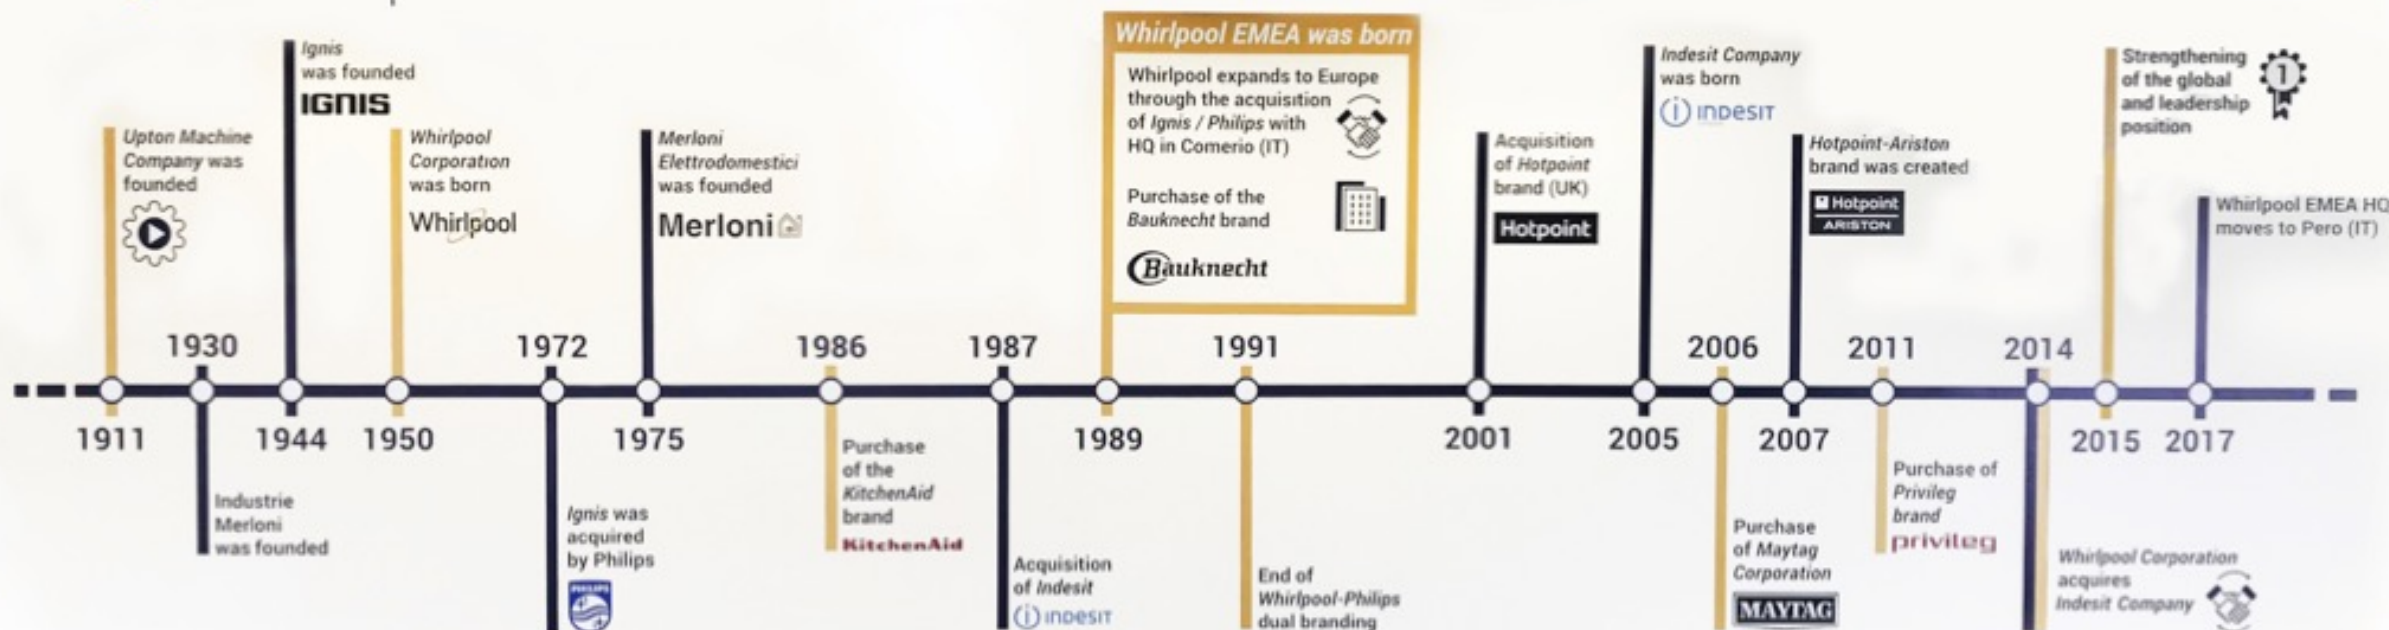 Upton Machine
Company was
founded
1911
1930
Industrie
Merloni
was founded
Ignis
was founded
IGNIS
1944
Whirlpool
Corporation
was born
Whirlpool
1950
1972
Ignis was
acquired
by Philips
PHILIPS
Merloni
Elettrodomestici
was founded
Merloni
1975
1986
Purchase
of the
KitchenAid
brand
KitchenAid
1987
Acquisition
of Indesit
indesit
Whirlpool EMEA was born
Whirlpool expands to Europe
through the acquisition
of Ignis / Philips with
HQ in Comerio (IT)
Purchase of the
Bauknecht brand
Bauknecht
1989
1991
End of
Whirlpool-Philips
dual branding
Acquisition
of Hotpoint
brand (UK)
Hotpoint
2001
Indesit Company
was born
indesit
2005
2006
Purchase
of Maytag
Corporation
MAYTAG
Hotpoint-Ariston
brand was created
Hotpoint
ARISTON
2007
2011
Purchase of
Privileg
brand
privileg
2014
Whirlpool Corporation
acquires
Indesit Company
Strengthening
of the global
and leadership
position
1
2015
Whirlpool EMEA HQ
moves to Pero (IT)
2017